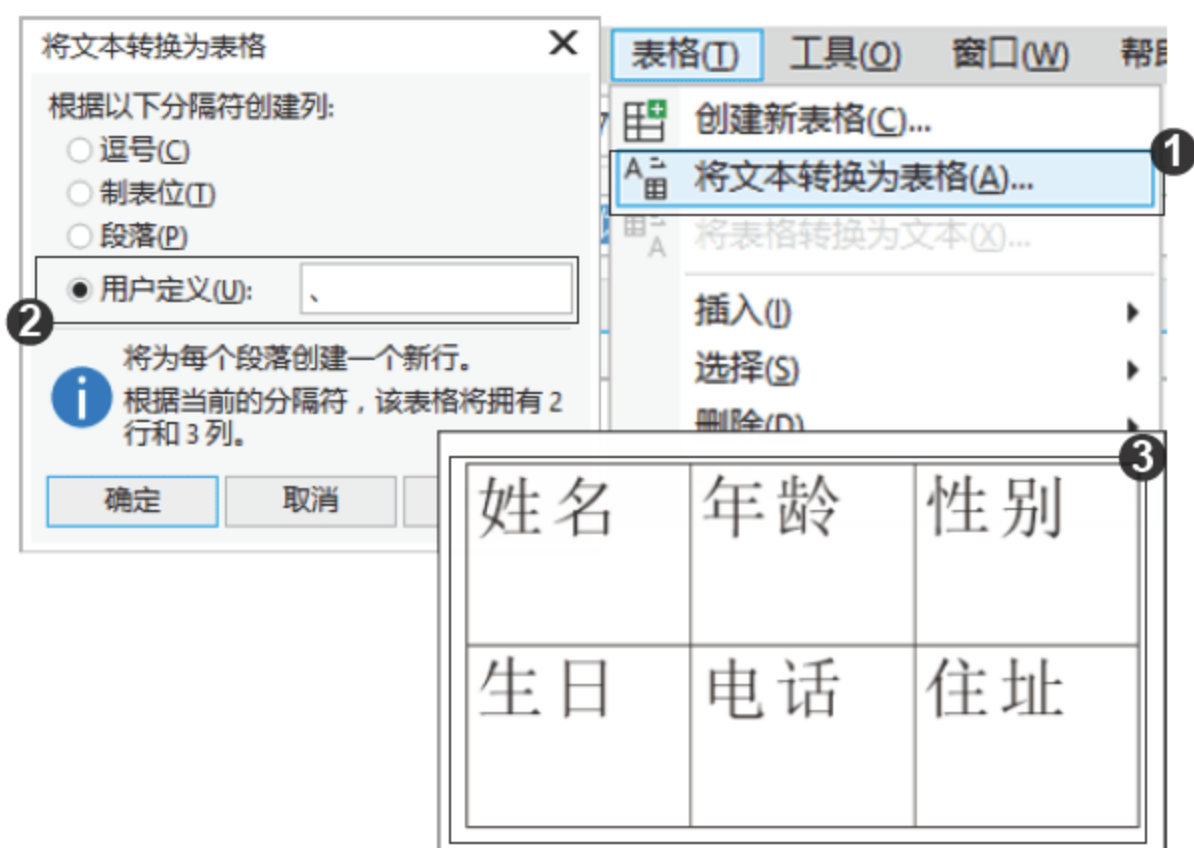 将文本转换为表格
根据以下分隔符创建列:
逗号(C)
制表位(T)
段落(P)
用户定义(U): 、
2
将为每个段落创建一个新行。
根据当前的分隔符，该表格将拥有 2
行和 3 列。
确定 取消
表格(T) 工具(O) 窗口(W)
创建新表格(C)...
1
将文本转换为表格(A)...
将表格转换为文本(X)...
插入(I)
选择(S)
删除(D)
3
姓名 年龄 性别
生日 电话 住址